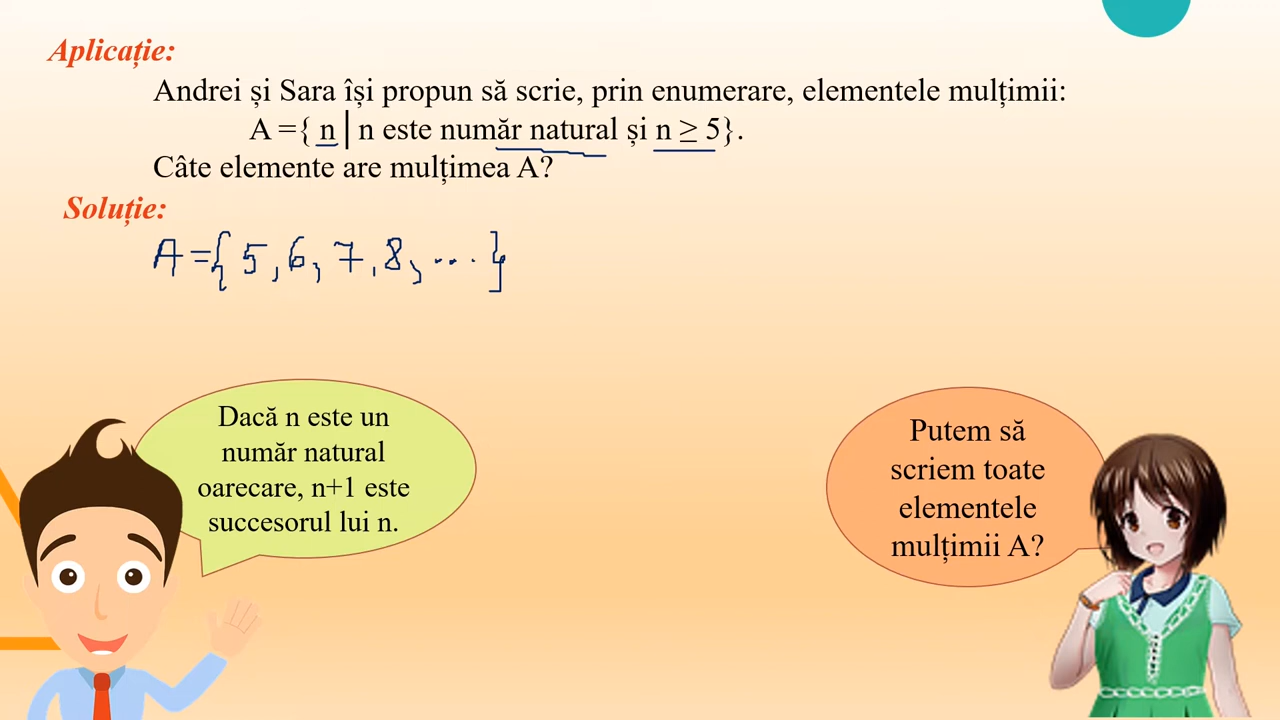 Aplicație:
Andrei și Sara își propun să scrie, prin enumerare, elementele mulțimii:
A ={ n | n este număr natural și n ≥ 5}.
Câte elemente are mulțimea A?
Soluție:
A={5,6,7,8,...}
Dacă n este un
număr natural
oarecare, n+1 este
succesorul lui n.
Putem să
scriem toate
elementele
mulțimii A?